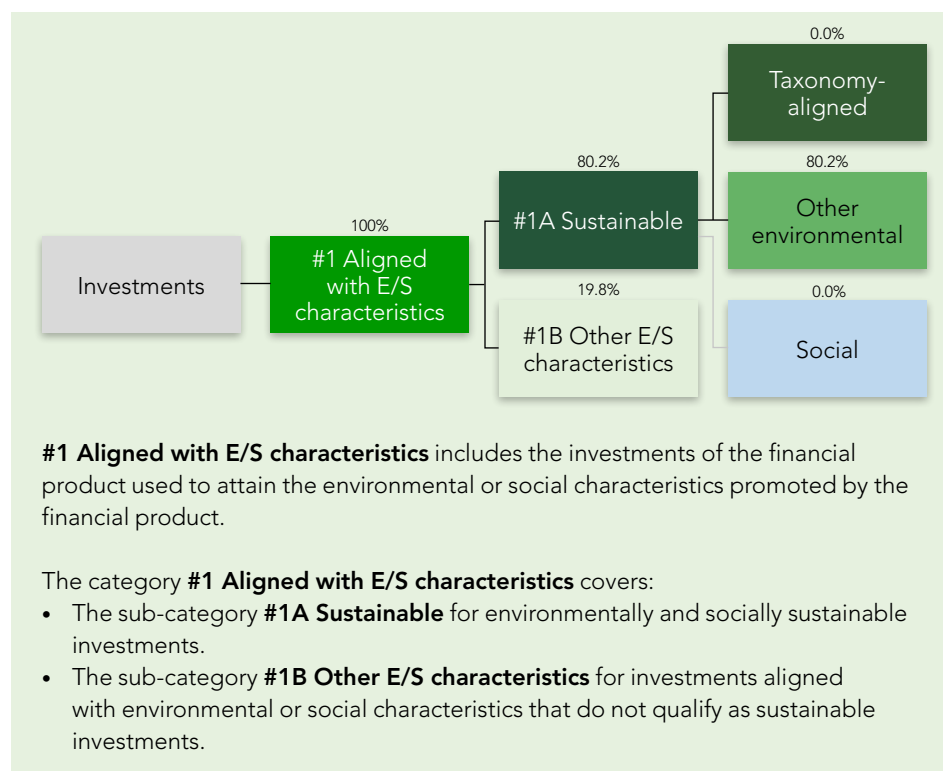 0.0%
Taxonomy-
aligned
80.2%
80.2%
#1A Sustainable
Other
environmental
100%
#1 Aligned
with E/S
characteristics
Investments
19.8%
0.0%
#1B Other E/S
characteristics
Social
#1 Aligned with E/S characteristics includes the investments of the financial
product used to attain the environmental or social characteristics promoted by the
financial product.
The category #1 Aligned with E/S characteristics covers:
• The sub-category #1A Sustainable for environmentally and socially sustainable
investments.
• The sub-category #1B Other E/S characteristics for investments aligned
with environmental or social characteristics that do not qualify as sustainable
investments.